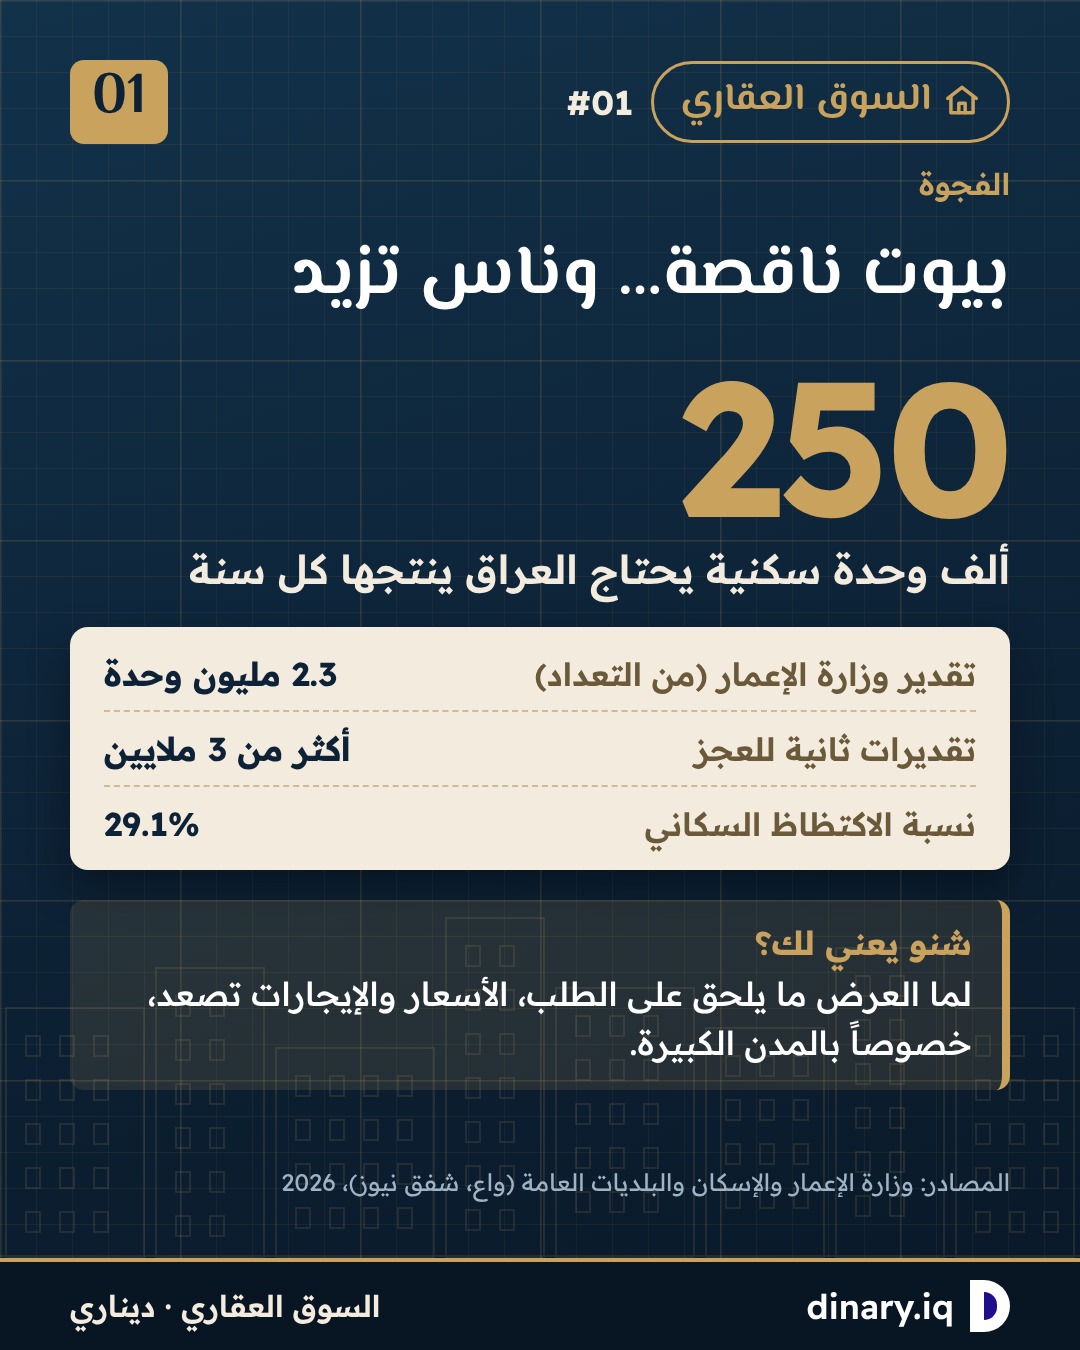 السوق العقاري
#01
01
الفجوة
بيوت ناقصة... وناس تزيد
250
ألف وحدة سكنية يحتاج العراق ينتجها كل سنة
تقدير وزارة الإعمار (من التعداد) 2.3 مليون وحدة
تقديرات ثانية للعجز أكثر من 3 ملايين
نسبة الاكتظاظ السكاني 29.1%
شنو يعني لك؟
لما العرض ما يلحق على الطلب، الأسعار والإيجارات تصعد،
خصوصاً بالمدن الكبيرة.
المصادر: وزارة الإعمار والإسكان والبلديات العامة (واع، شفق نيوز)، 2026
dinary.iq
السوق العقاري · ديناري